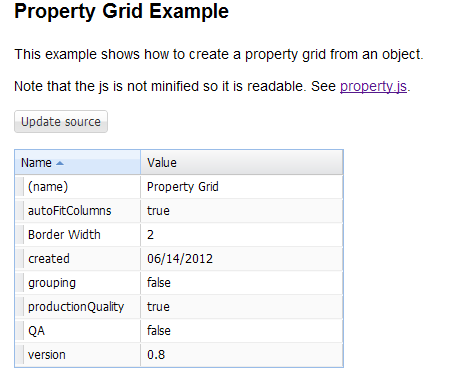 Property Grid Example
This example shows how to create a property grid from an object.
Note that the js is not minified so it is readable. See property.js.
Update source
Name Value
(name) Property Grid
autoFitColumns true
Border Width 2
created 06/14/2012
grouping false
productionQuality true
QA false
version 0.8